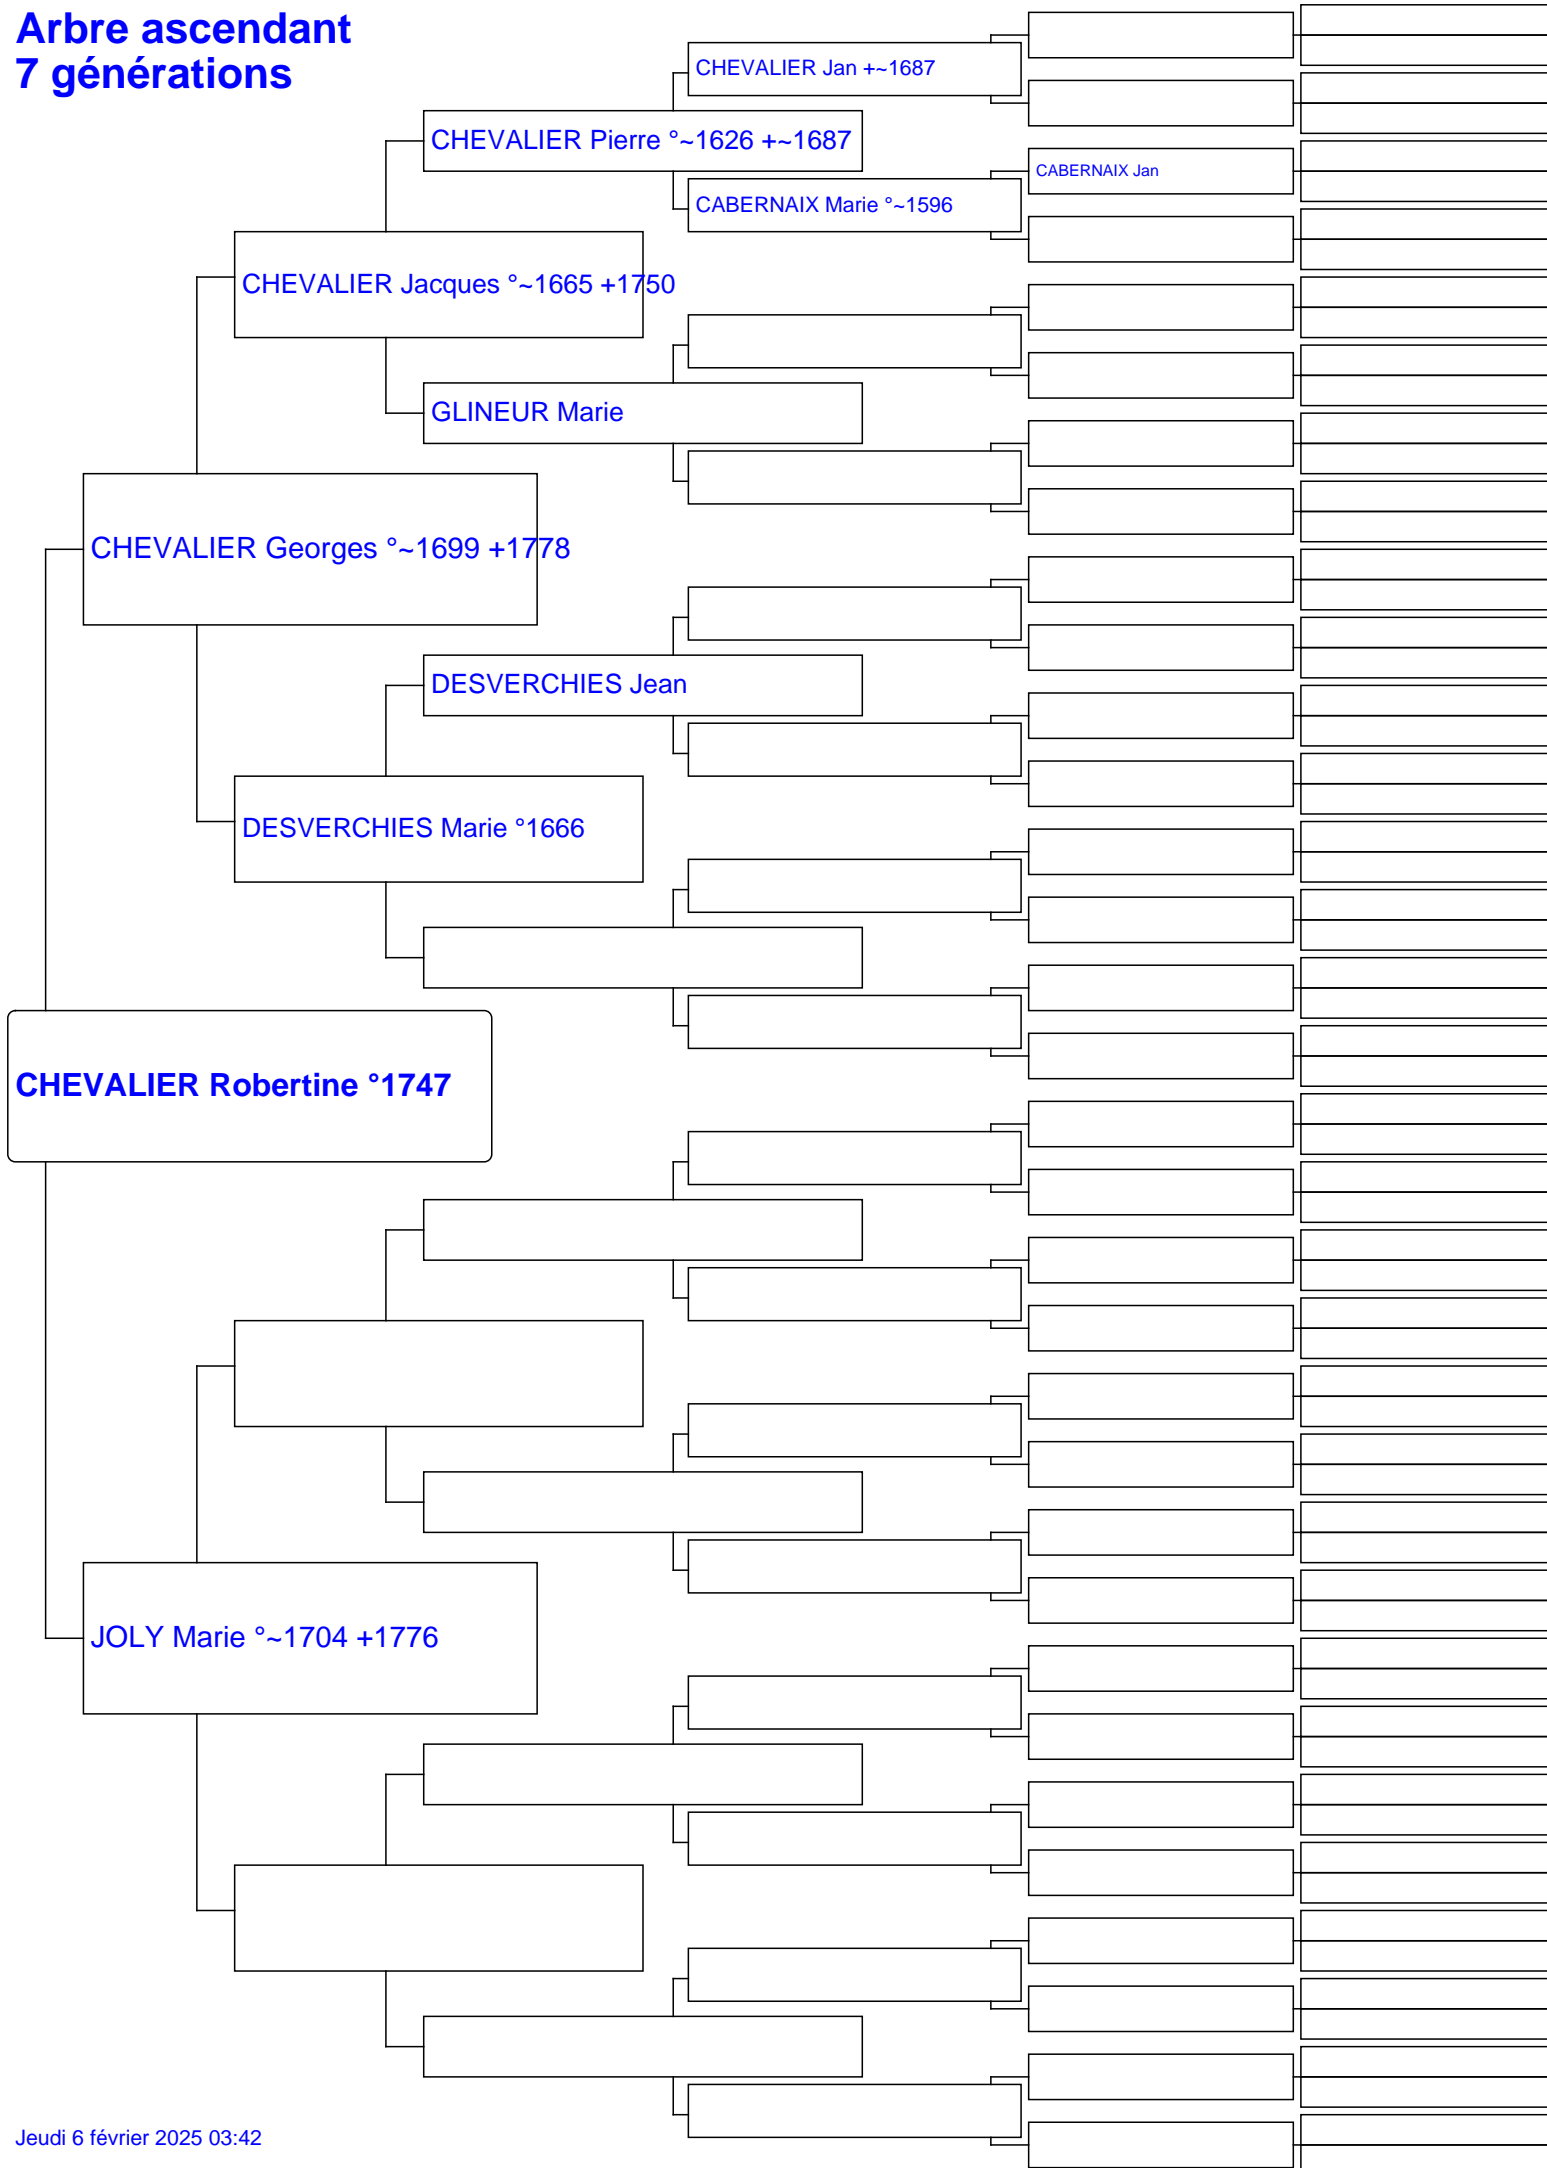 Arbre ascendant
7 générations
CHEVALIER Jan +~1687
CHEVALIER Pierre °~1626 +~1687
CABERNAIX Jan
CABERNAIX Marie °~1596
CHEVALIER Jacques °~1665 +1750
GLINEUR Marie
CHEVALIER Georges °~1699 +1778
DESVERCHIES Jean
DESVERCHIES Marie °1666
CHEVALIER Robertine °1747
JOLY Marie °~1704 +1776
Jeudi 6 février 2025 03:42